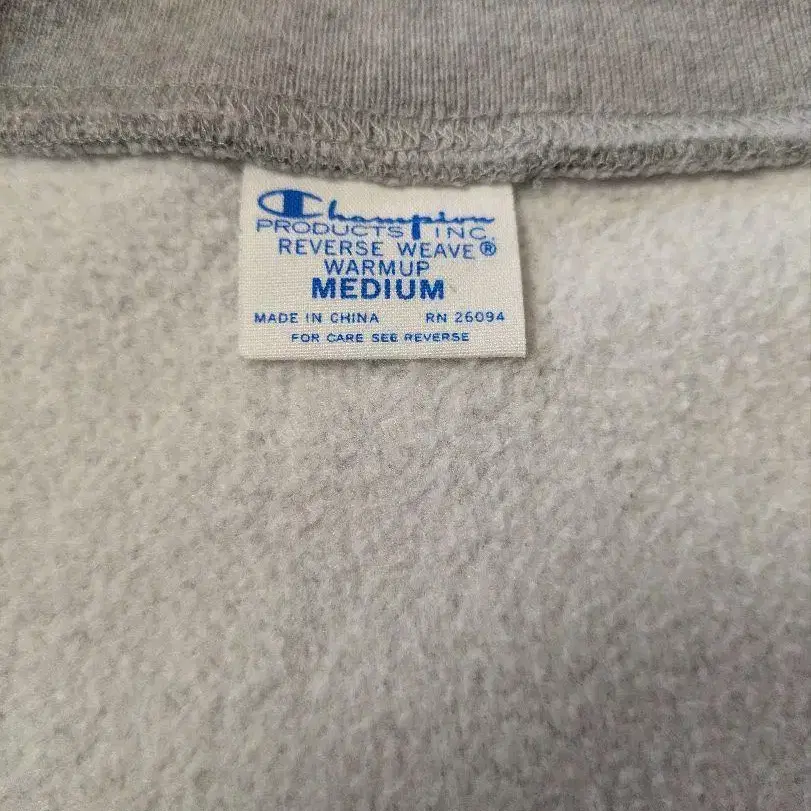 Champion
PRODUCTS INC.
REVERSE WEAVE®
WARMUP
MEDIUM
MADE IN CHINA RN 26094
FOR CARE SEE REVERSE